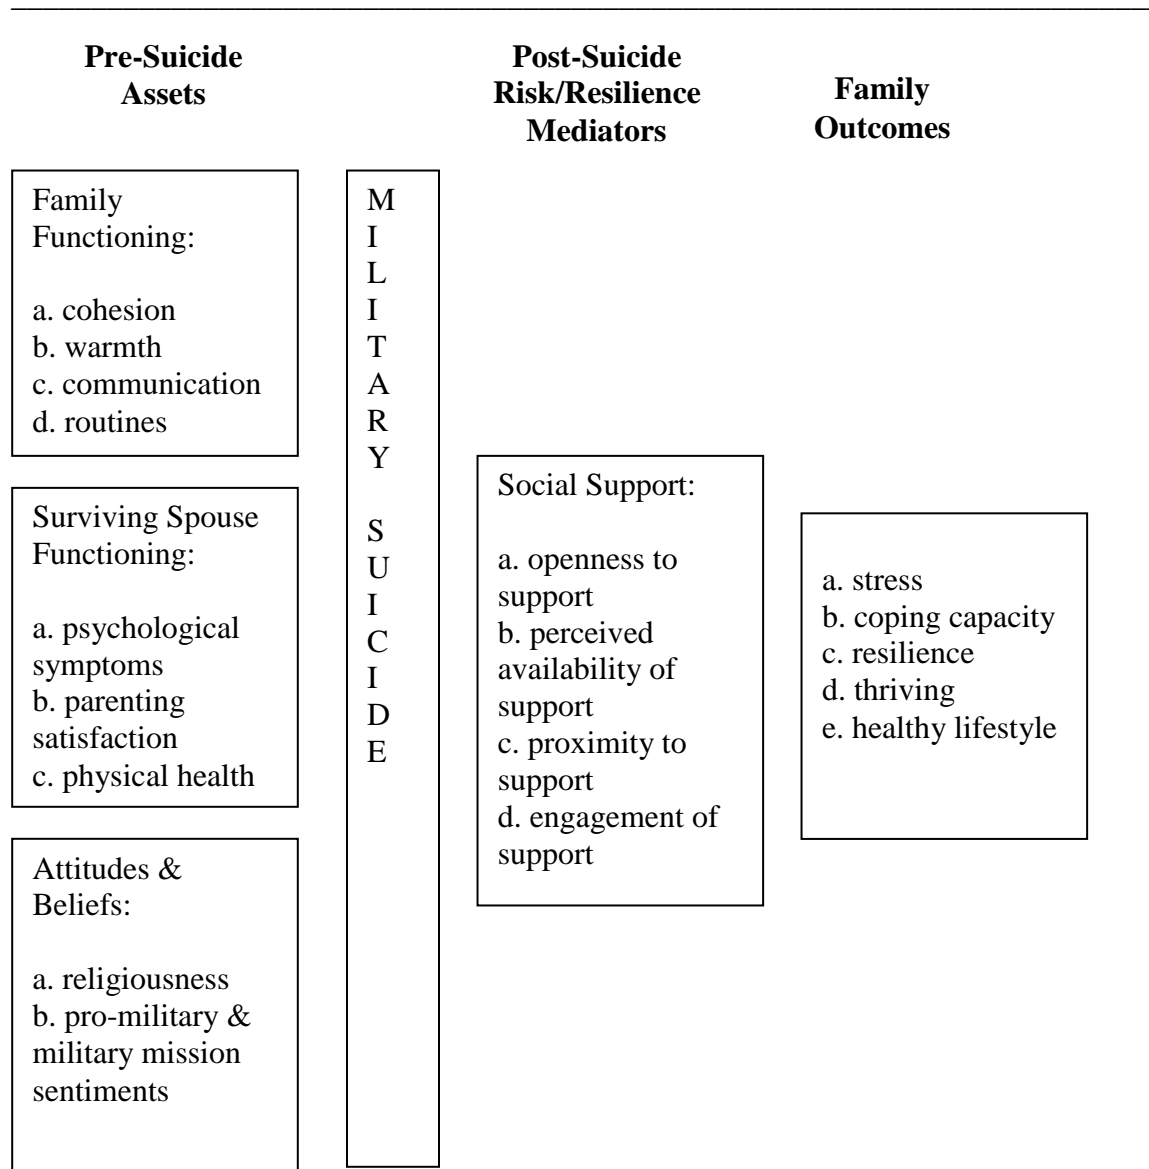 Pre-Suicide
Assets
Post-Suicide
Risk/Resilience
Mediators
Family
Outcomes
Family
Functioning:
a. cohesion
b. warmth
c. communication
d. routines
Surviving Spouse
Functioning:
a. psychological
symptoms
b. parenting
satisfaction
c. physical health
Attitudes &
Beliefs:
a. religiousness
b. pro-military &
military mission
sentiments
M
I
L
I
T
A
R
Y
S
U
I
C
I
D
E
Social Support:
a. openness to
support
b. perceived
availability of
support
c. proximity to
support
d. engagement of
support
a. stress
b. coping capacity
c. resilience
d. thriving
e. healthy lifestyle